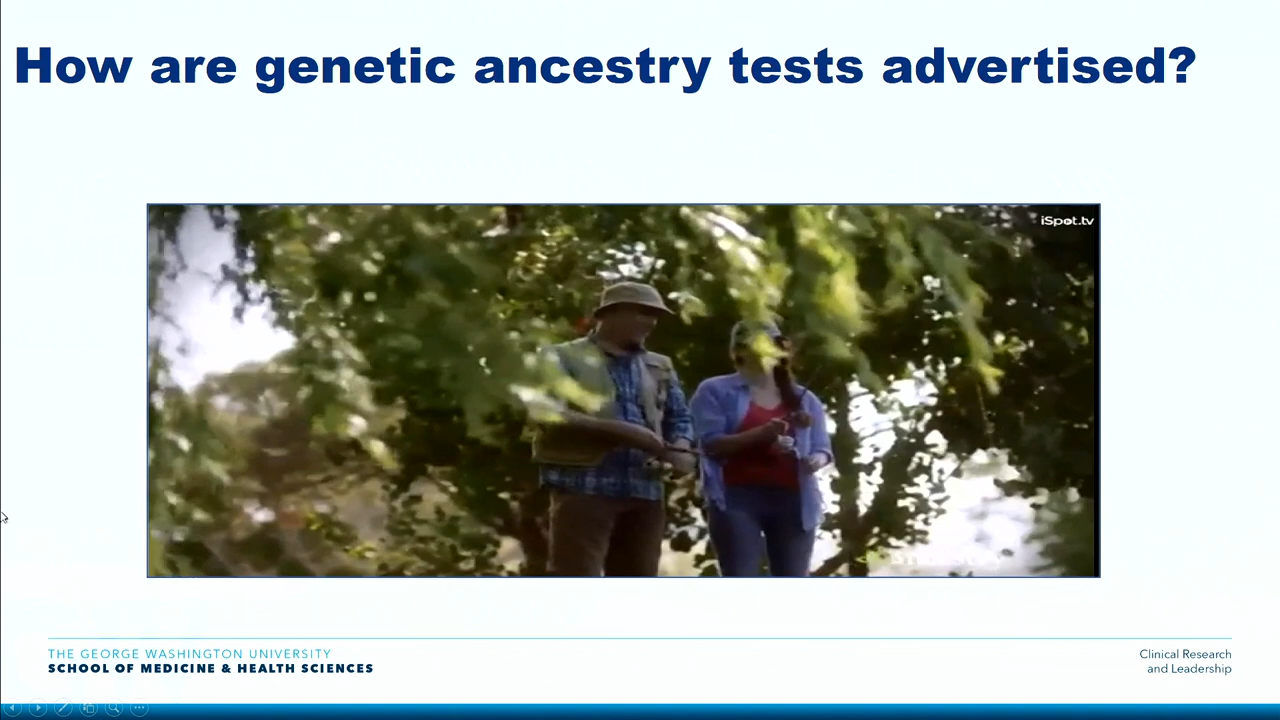 How are genetic ancestry tests advertised?
iSpot.tv
THE GEORGE WASHINGTON UNIVERSITY
SCHOOL OF MEDICINE & HEALTH SCIENCES
Clinical Research
and Leadership